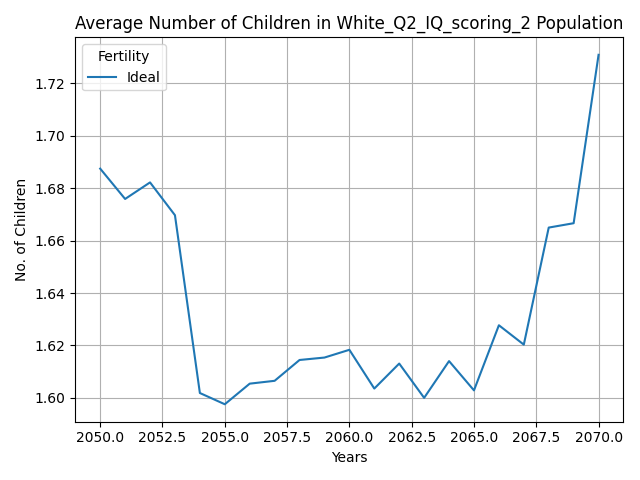 Average Number of Children in White_Q2_IQ_scoring_2 Population
Fertility
Ideal
No. of Children
1.72
1.70
1.68
1.66
1.64
1.62
1.60
2050.0 2052.5 2055.0 2057.5 2060.0 2062.5 2065.0 2067.5 2070.0
Years